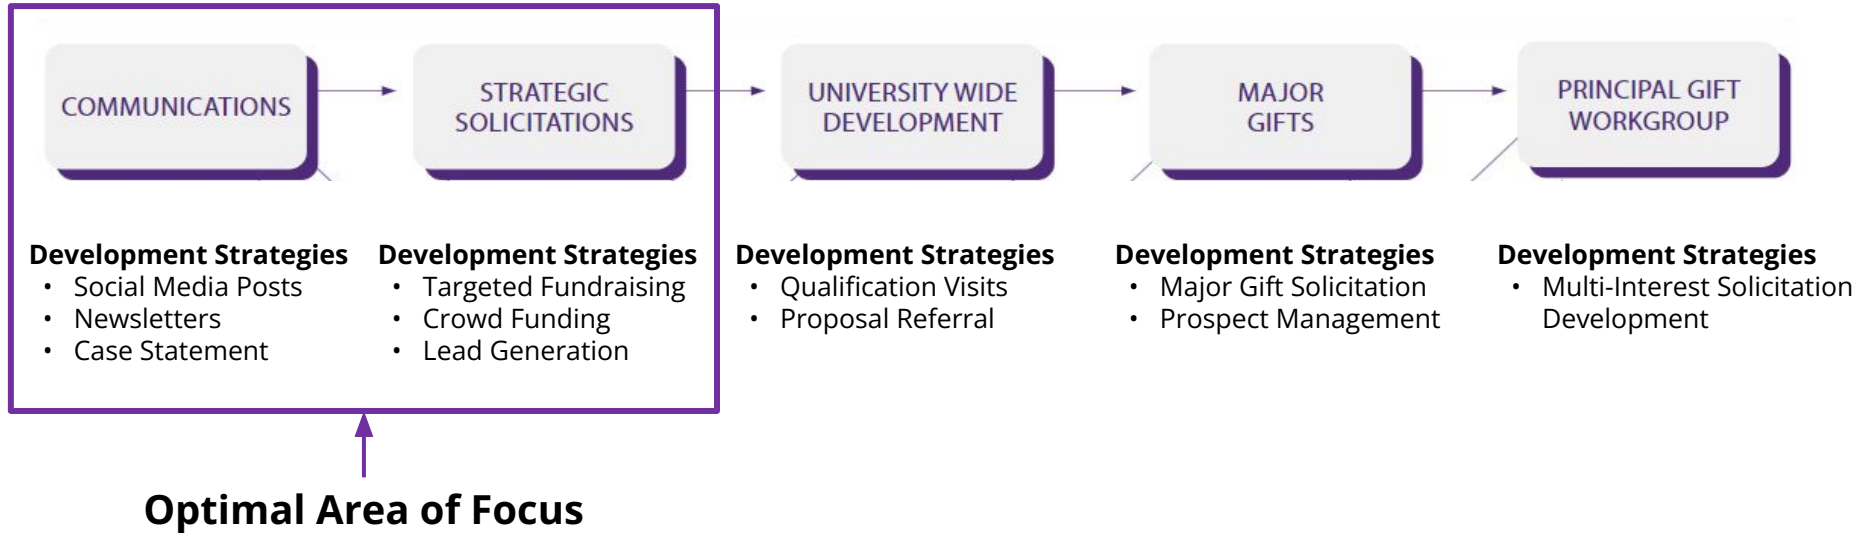 COMMUNICATIONS
STRATEGIC
SOLICITATIONS
UNIVERSITY WIDE
DEVELOPMENT
MAJOR
GIFTS
PRINCIPAL GIFT
WORKGROUP
Development Strategies
• Social Media Posts
• Newsletters
• Case Statement
Development Strategies
• Targeted Fundraising
• Crowd Funding
• Lead Generation
Development Strategies
• Qualification Visits
• Proposal Referral
Development Strategies
• Major Gift Solicitation
• Prospect Management
Development Strategies
• Multi-Interest Solicitation
Development
Optimal Area of Focus